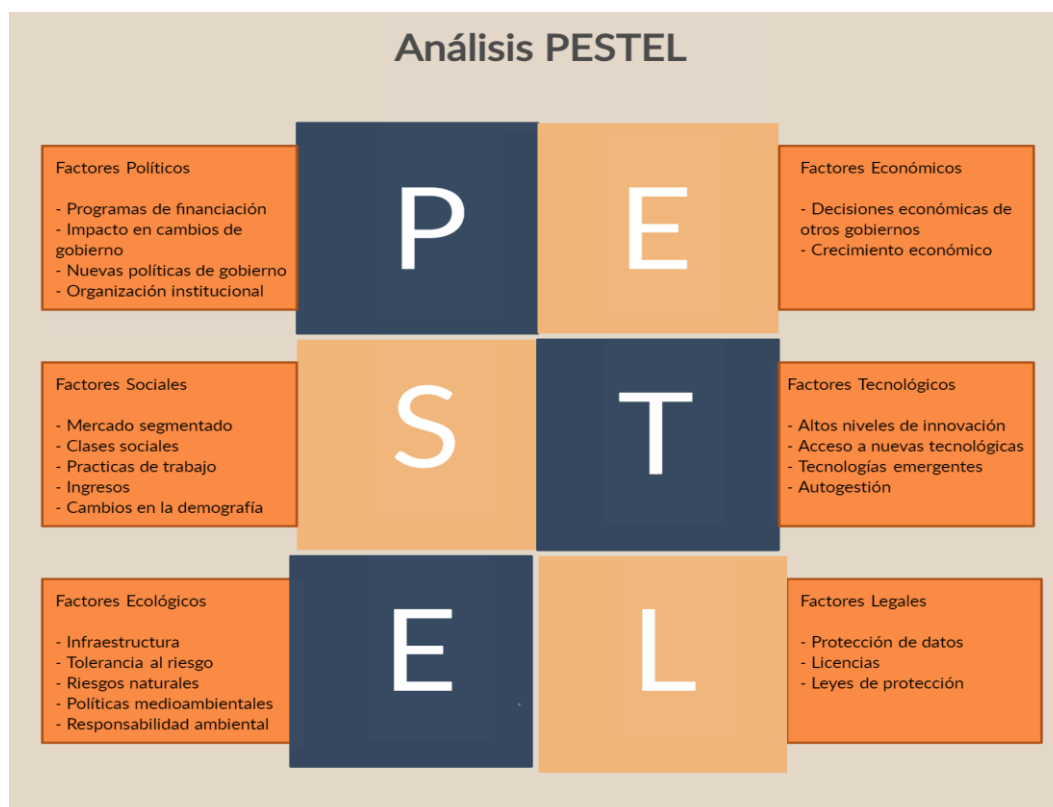 Análisis PESTEL
P
Factores Políticos
- Programas de financiación
- Impacto en cambios de
gobierno
- Nuevas políticas de gobierno
- Organización institucional
E
Factores Económicos
- Decisiones económicas de
otros gobiernos
- Crecimiento económico
S
Factores Sociales
- Mercado segmentado
- Clases sociales
- Practicas de trabajo
- Ingresos
- Cambios en la demografía
T
Factores Tecnológicos
- Altos niveles de innovación
- Acceso a nuevas tecnológicas
- Tecnologías emergentes
- Autogestión
E
Factores Ecológicos
- Infraestructura
- Tolerancia al riesgo
- Riesgos naturales
- Políticas medioambientales
- Responsabilidad ambiental
L
Factores Legales
- Protección de datos
- Licencias
- Leyes de protección